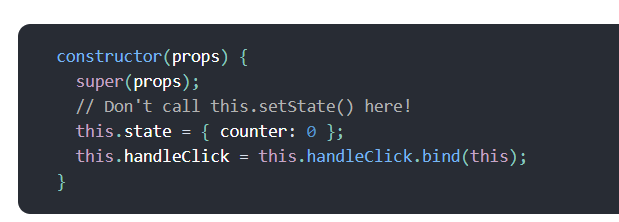 constructor(props) {
super(props);
// Don't call this.setState() here!
this.state = { counter: 0 };
this.handleClick = this.handleClick.bind(this);
}